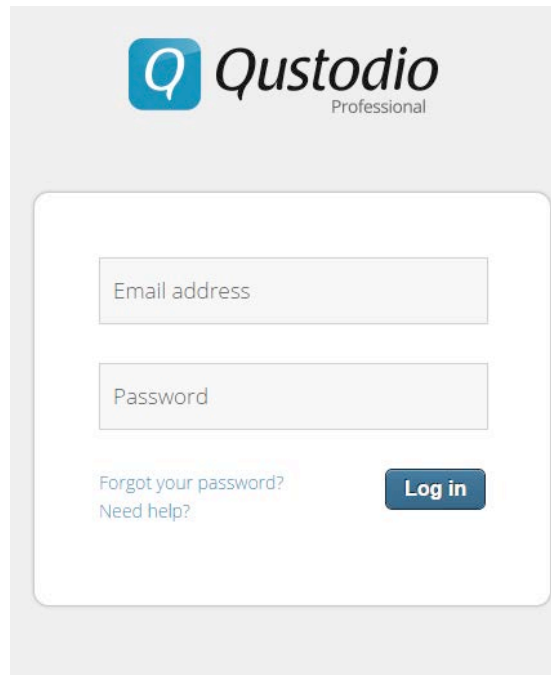 Q Qustodio
Professional
Email address
Password
Forgot your password?
Log in
Need help?